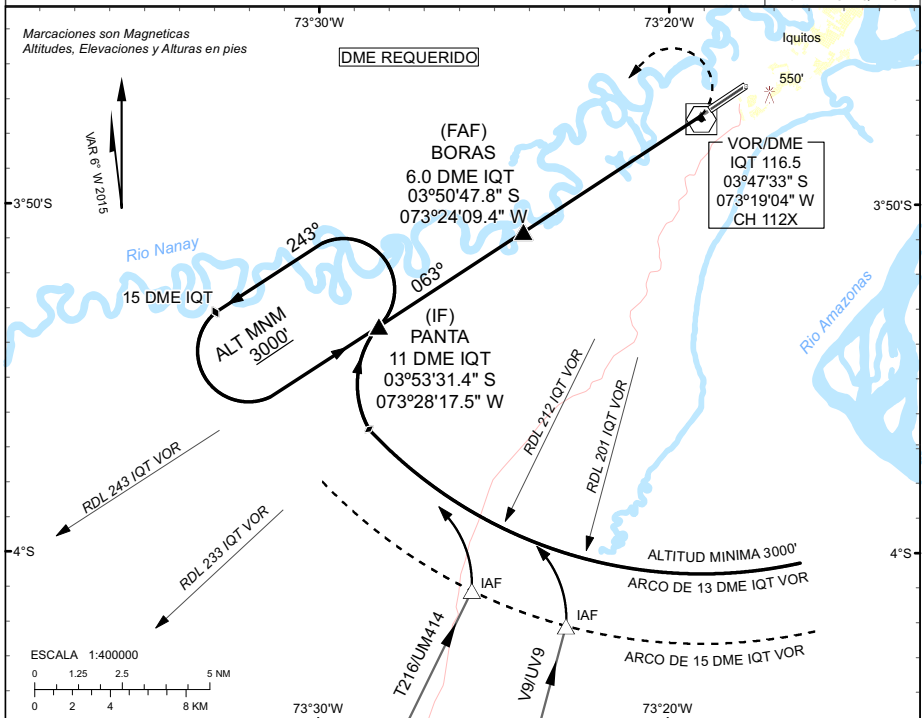 73°30'W
73°20'W
Marcaciones son Magneticas
Altitudes, Elevaciones y Alturas en pies
DME REQUERIDO
Iquitos
550'
VAR 6° W 2015
(FAF)
BORAS
6.0 DME IQT
03º50'47.8" S
073º24'09.4" W
VOR/DME
IQT 116.5
03º47'33" S
073º19'04" W
CH 112X
3°50'S
3°50'S
Rio Nanay
243º
063º
15 DME IQT
ALT MNM
3000'
(IF)
PANTA
11 DME IQT
03º53'31.4" S
073º28'17.5" W
Rio Amazonas
RDL 212 IQT VOR
RDL 201 IQT VOR
RDL 243 IQT VOR
RDL 233 IQT VOR
4°S
4°S
ALTITUD MINIMA 3000'
ARCO DE 13 DME IQT VOR
IAF
IAF
ARCO DE 15 DME IQT VOR
T216/UM414
V9/UV9
ESCALA 1:400000
0 1.25 2.5 5 NM
0 2 4 8 KM
73°30'W
73°20'W